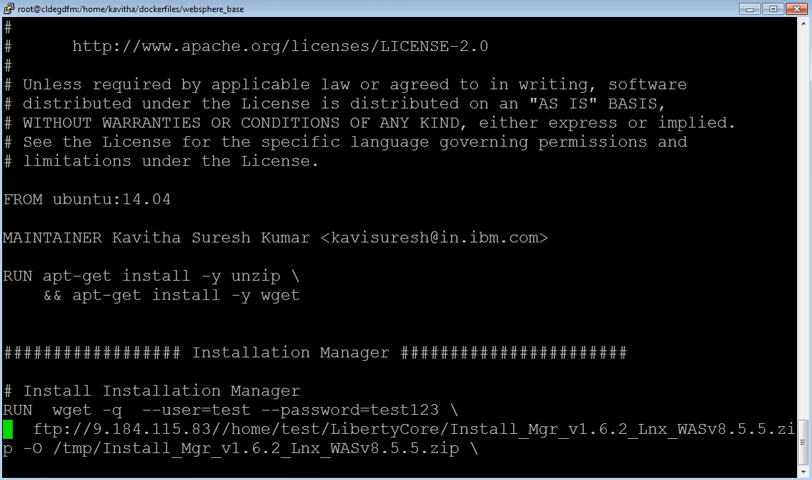 root@cldegdfm:/home/kavitha/dockerfiles/websphere_base
#
#      http://www.apache.org/licenses/LICENSE-2.0
#
# Unless required by applicable law or agreed to in writing, software
# distributed under the License is distributed on an "AS IS" BASIS,
# WITHOUT WARRANTIES OR CONDITIONS OF ANY KIND, either express or implied.
# See the License for the specific language governing permissions and
# limitations under the License.
FROM ubuntu:14.04
MAINTAINER Kavitha Suresh Kumar <kavisuresh@in.ibm.com>
RUN apt-get install -y unzip \
    && apt-get install -y wget
################## Installation Manager #######################
# Install Installation Manager
RUN  wget -q  --user=test --password=test123 \
   ftp://9.184.115.83//home/test/LibertyCore/Install_Mgr_v1.6.2_Lnx_WASv8.5.5.zi
p -O /tmp/Install_Mgr_v1.6.2_Lnx_WASv8.5.5.zip \